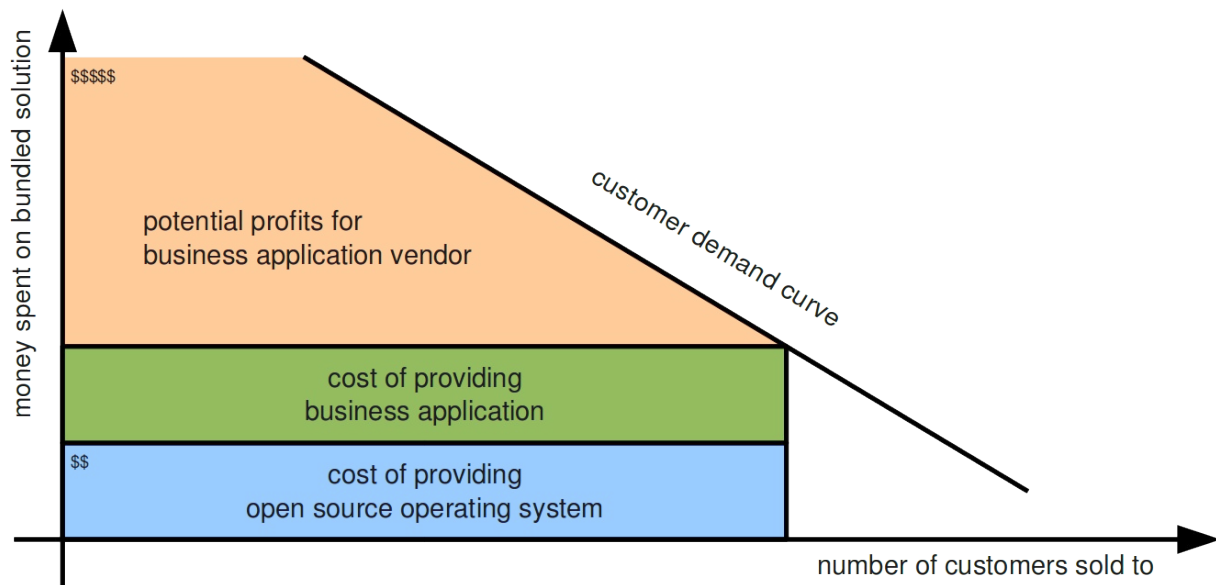 money spent on bundled solution
$$$$$
customer demand curve
potential profits for
business application vendor
cost of providing
business application
$$
cost of providing
open source operating system
number of customers sold to